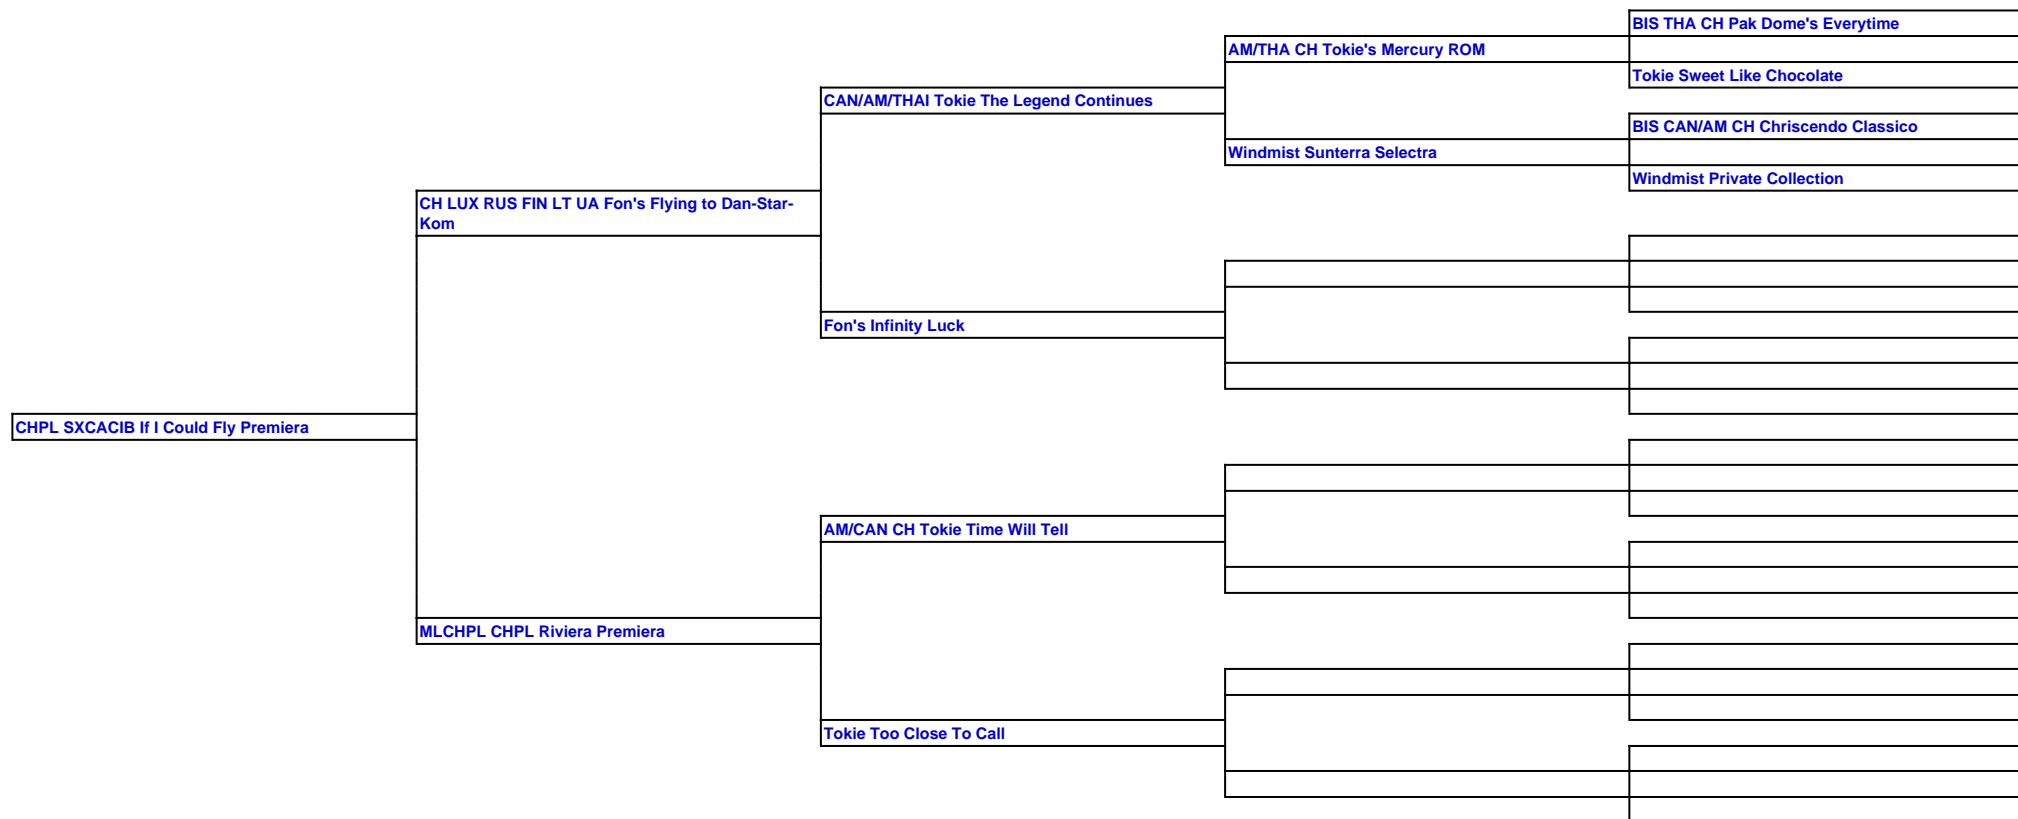 BIS THA CH Pak Dome's Everytime
AM/THA CH Tokie's Mercury ROM
Tokie Sweet Like Chocolate
CAN/AM/THAI Tokie The Legend Continues
BIS CAN/AM CH Chriscendo Classico
Windmist Sunterra Selectra
Windmist Private Collection
CH LUX RUS FIN LT UA Fon's Flying to Dan-Star-
Kom
Fon's Infinity Luck
CHPL SXCACIB If I Could Fly Premiera
AM/CAN CH Tokie Time Will Tell
MLCHPL CHPL Riviera Premiera
Tokie Too Close To Call